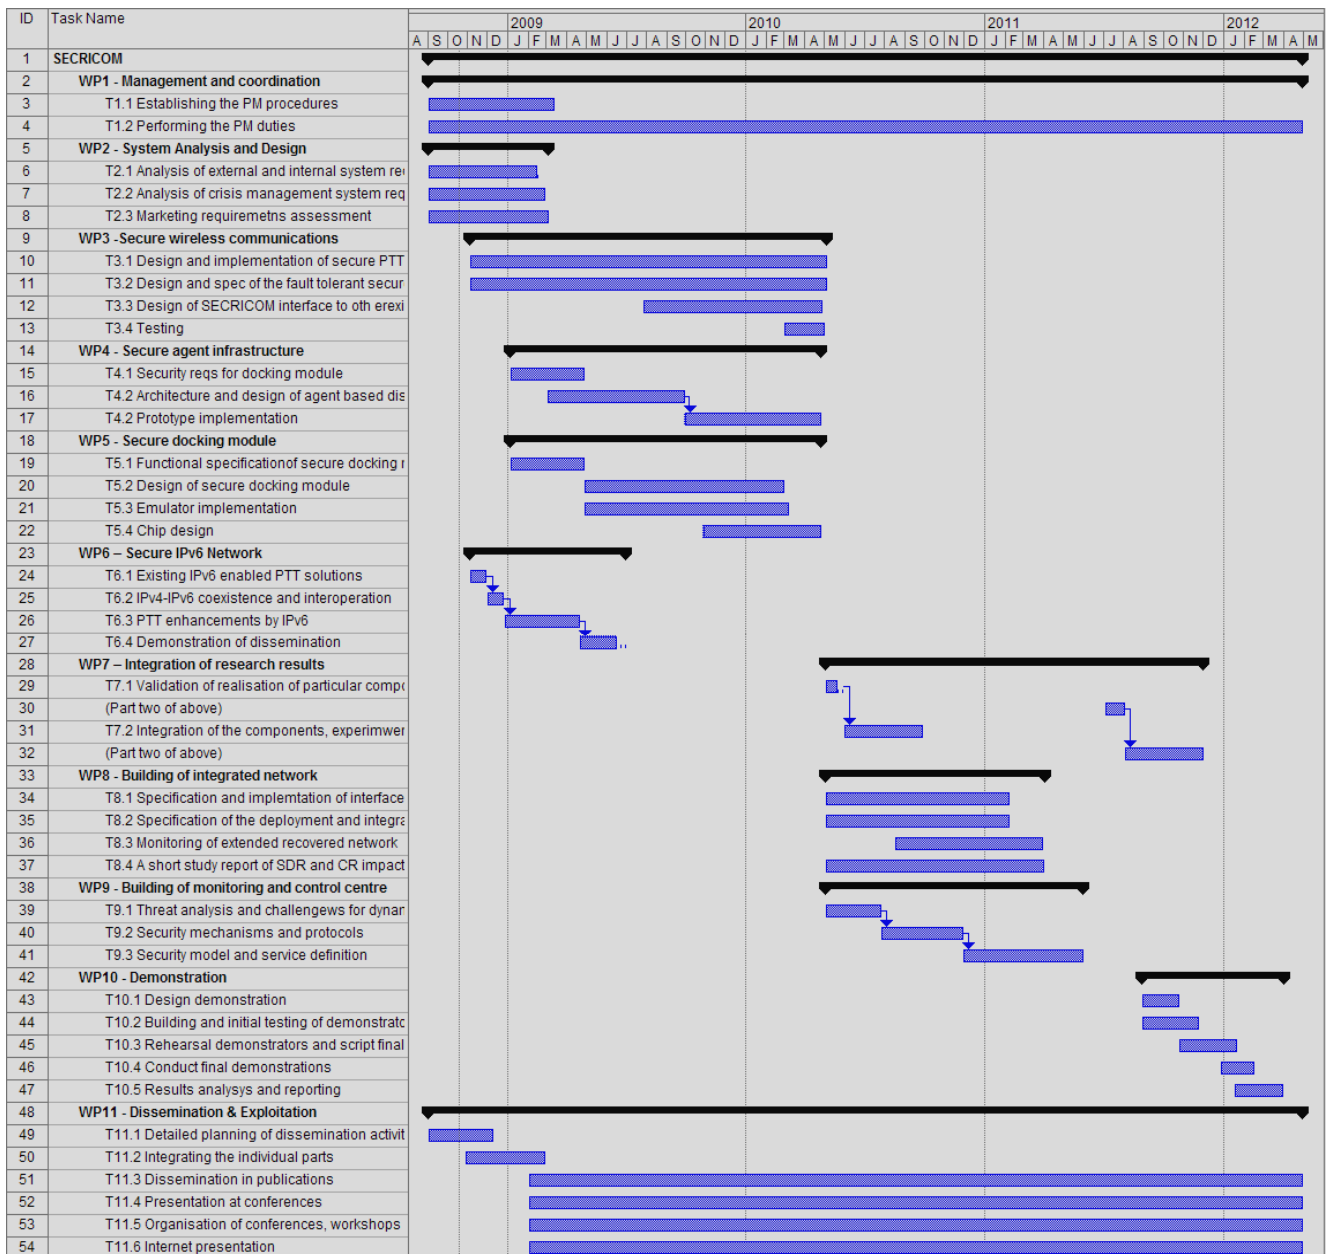 ID Task Name 2009 2010 2011 2012
A S O N D J F M A M J J A S O N D J F M A M J J A S O N D J F M A M J J A S O N D J F M A M
1 SECRICOM
2 WP1 - Management and coordination
3 T1.1 Establishing the PM procedures
4 T1.2 Performing the PM duties
5 WP2 - System Analysis and Design
6 T2.1 Analysis of external and internal system re
7 T2.2 Analysis of crisis management system req
8 T2.3 Marketing requiremetns assessment
9 WP3 -Secure wireless communications
10 T3.1 Design and implementation of secure PTT
11 T3.2 Design and spec of the fault tolerant secur
12 T3.3 Design of SECRICOM interface to oth erexi
13 T3.4 Testing
14 WP4 - Secure agent infrastructure
15 T4.1 Security reqs for docking module
16 T4.2 Architecture and design of agent based dis
17 T4.2 Prototype implementation
18 WP5 - Secure docking module
19 T5.1 Functional specificationof secure docking
20 T5.2 Design of secure docking module
21 T5.3 Emulator implementation
22 T5.4 Chip design
23 WP6 – Secure IPv6 Network
24 T6.1 Existing IPv6 enabled PTT solutions
25 T6.2 IPv4-IPv6 coexistence and interoperation
26 T6.3 PTT enhancements by IPv6
27 T6.4 Demonstration of dissemination
28 WP7 – Integration of research results
29 T7.1 Validation of realisation of particular comp
30 (Part two of above)
31 T7.2 Integration of the components, experimwer
32 (Part two of above)
33 WP8 - Building of integrated network
34 T8.1 Specification and implemtation of interface
35 T8.2 Specification of the deployment and integra
36 T8.3 Monitoring of extended recovered network
37 T8.4 A short study report of SDR and CR impact
38 WP9 - Building of monitoring and control centre
39 T9.1 Threat analysis and challengews for dynar
40 T9.2 Security mechanisms and protocols
41 T9.3 Security model and service definition
42 WP10 - Demonstration
43 T10.1 Design demonstration
44 T10.2 Building and initial testing of demonstratc
45 T10.3 Rehearsal demonstrators and script final
46 T10.4 Conduct final demonstrations
47 T10.5 Results analysys and reporting
48 WP11 - Dissemination & Exploitation
49 T11.1 Detailed planning of dissemination activit
50 T11.2 Integrating the individual parts
51 T11.3 Dissemination in publications
52 T11.4 Presentation at conferences
53 T11.5 Organisation of conferences, workshops
54 T11.6 Internet presentation